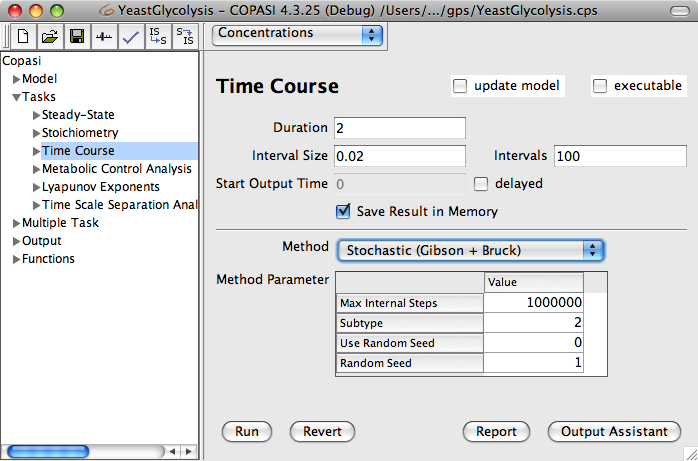 YeastGlycolysis - COPASI 4.3.25 (Debug) /Users/.../gps/YeastGlycolysis.cps
IS
S
S
IS
Concentrations
Copasi
Model
Tasks
Steady-State
Stoichiometry
Time Course
Metabolic Control Analysis
Lyapunov Exponents
Time Scale Separation Anal
Multiple Task
Output
Functions
Time Course
update model
executable
Duration 2
Interval Size 0.02 Intervals 100
Start Output Time 0 delayed
Save Result in Memory
Method Stochastic (Gibson + Bruck)
Method Parameter
Value
Max Internal Steps 1000000
Subtype 2
Use Random Seed 0
Random Seed 1
Run Revert Report Output Assistant